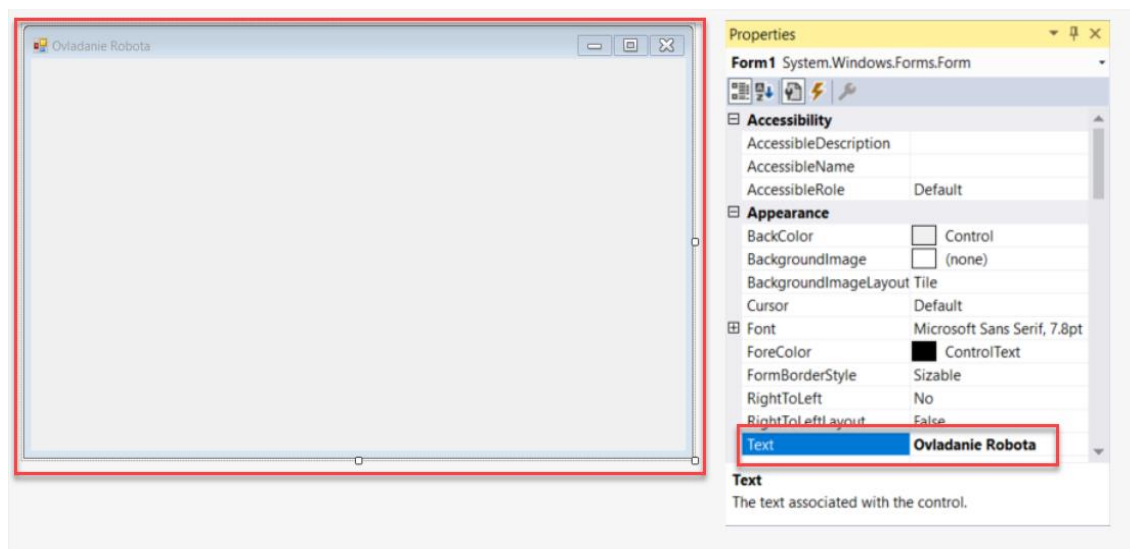 Ovladanie Robota
Properties
Form1 System.Windows.Forms.Form
Accessibility
AccessibleDescription
AccessibleName
AccessibleRole Default
Appearance
BackColor Control
BackgroundImage (none)
BackgroundImageLayout Tile
Cursor Default
Font Microsoft Sans Serif, 7.8pt
ForeColor ControlText
FormBorderStyle Sizable
RightToLeft No
RightToLeftLayout False
Text Ovladanie Robota
Text
The text associated with the control.